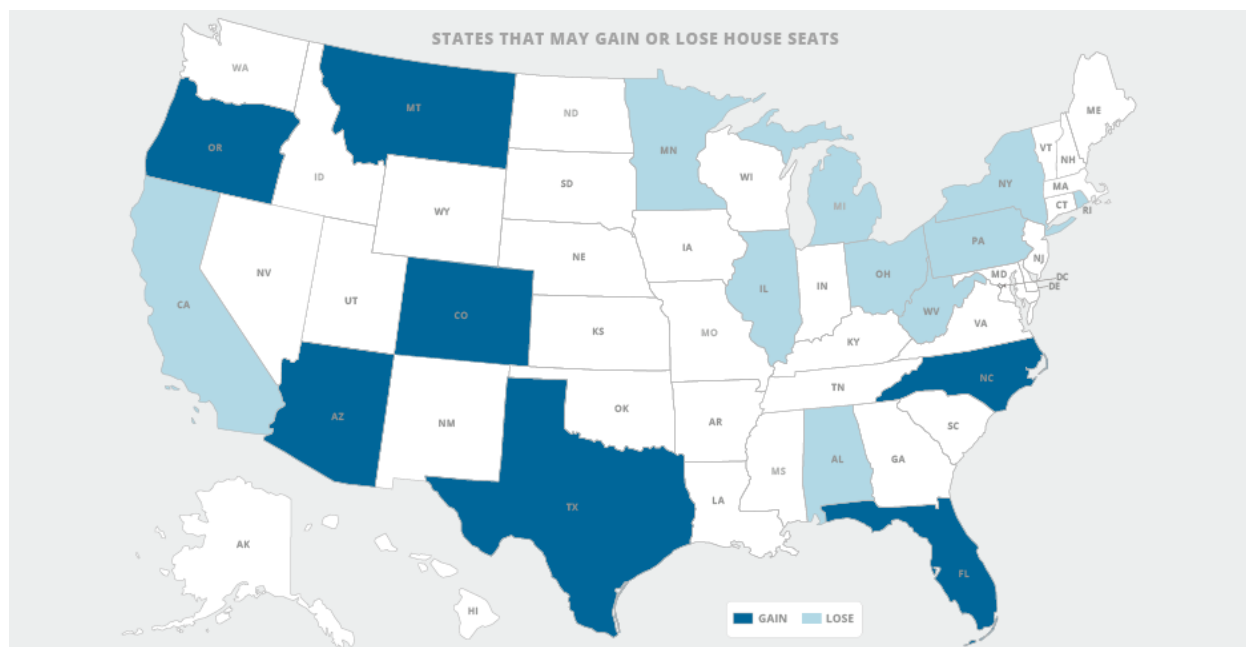 STATES THAT MAY GAIN OR LOSE HOUSE SEATS
WA
MT
ND
ME
OR
MN
VT
NH
ID
SD
WI
NY
MA
WY
MI
CT
RI
IA
PA
NE
NJ
NV
OH
MD
DC
UT
IL
IN
DE
CA
CO
WV
KS
MO
VA
KY
NC
TN
AZ
NM
OK
AR
SC
MS
AL
GA
LA
TX
AK
FL
HI
GAIN LOSE